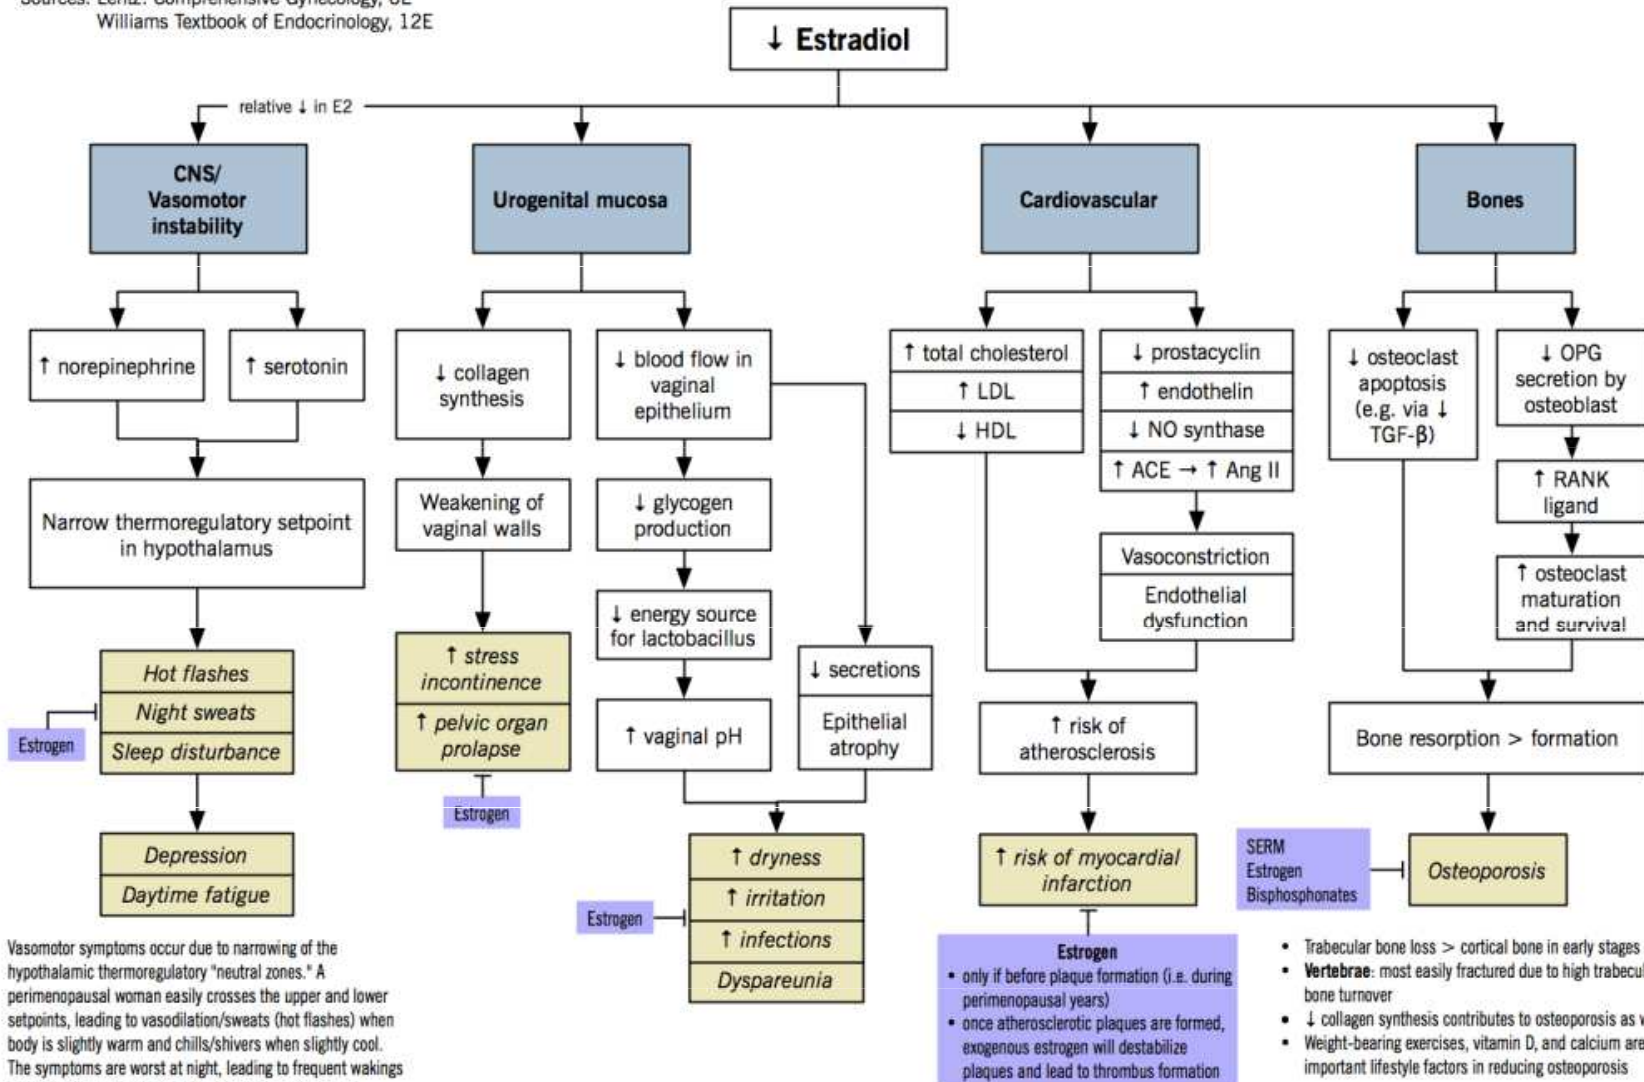 Sources: Lentz: Comprehensive Gynecology, 6E
Williams Textbook of Endocrinology, 12E
↓ Estradiol
relative ↓ in E2
CNS/
Vasomotor
instability
Urogenital mucosa
Cardiovascular
Bones
↑ norepinephrine
↑ serotonin
Narrow thermoregulatory setpoint
in hypothalamus
Hot flashes
Night sweats
Sleep disturbance
Estrogen
Depression
Daytime fatigue
↓ collagen
synthesis
Weakening of
vaginal walls
↑ stress
incontinence
↑ pelvic organ
prolapse
Estrogen
↓ blood flow in
vaginal
epithelium
↓ glycogen
production
↓ energy source
for lactobacillus
↑ vaginal pH
↓ secretions
Epithelial
atrophy
Estrogen
↑ dryness
↑ irritation
↑ infections
Dyspareunia
↑ total cholesterol
↑ LDL
↓ HDL
↓ prostacyclin
↑ endothelin
↓ NO synthase
↑ ACE → ↑ Ang II
Vasoconstriction
Endothelial
dysfunction
↑ risk of
atherosclerosis
↑ risk of myocardial
infarction
Estrogen
• only if before plaque formation (i.e. during
perimenopausal years)
• once atherosclerotic plaques are formed,
exogenous estrogen will destabilize
plaques and lead to thrombus formation
↓ osteoclast
apoptosis
(e.g. via ↓
TGF-β)
↓ OPG
secretion by
osteoblast
↑ RANK
ligand
↑ osteoclast
maturation
and survival
Bone resorption > formation
SERM
Estrogen
Bisphosphonates
Osteoporosis
Vasomotor symptoms occur due to narrowing of the
hypothalamic thermoregulatory "neutral zones." A
perimenopausal woman easily crosses the upper and lower
setpoints, leading to vasodilation/sweats (hot flashes) when
body is slightly warm and chills/shivers when slightly cool.
The symptoms are worst at night, leading to frequent wakings
• Trabecular bone loss > cortical bone in early stages
• Vertebrae: most easily fractured due to high trabecul
bone turnover
• ↓ collagen synthesis contributes to osteoporosis as w
• Weight-bearing exercises, vitamin D, and calcium are
important lifestyle factors in reducing osteoporosis